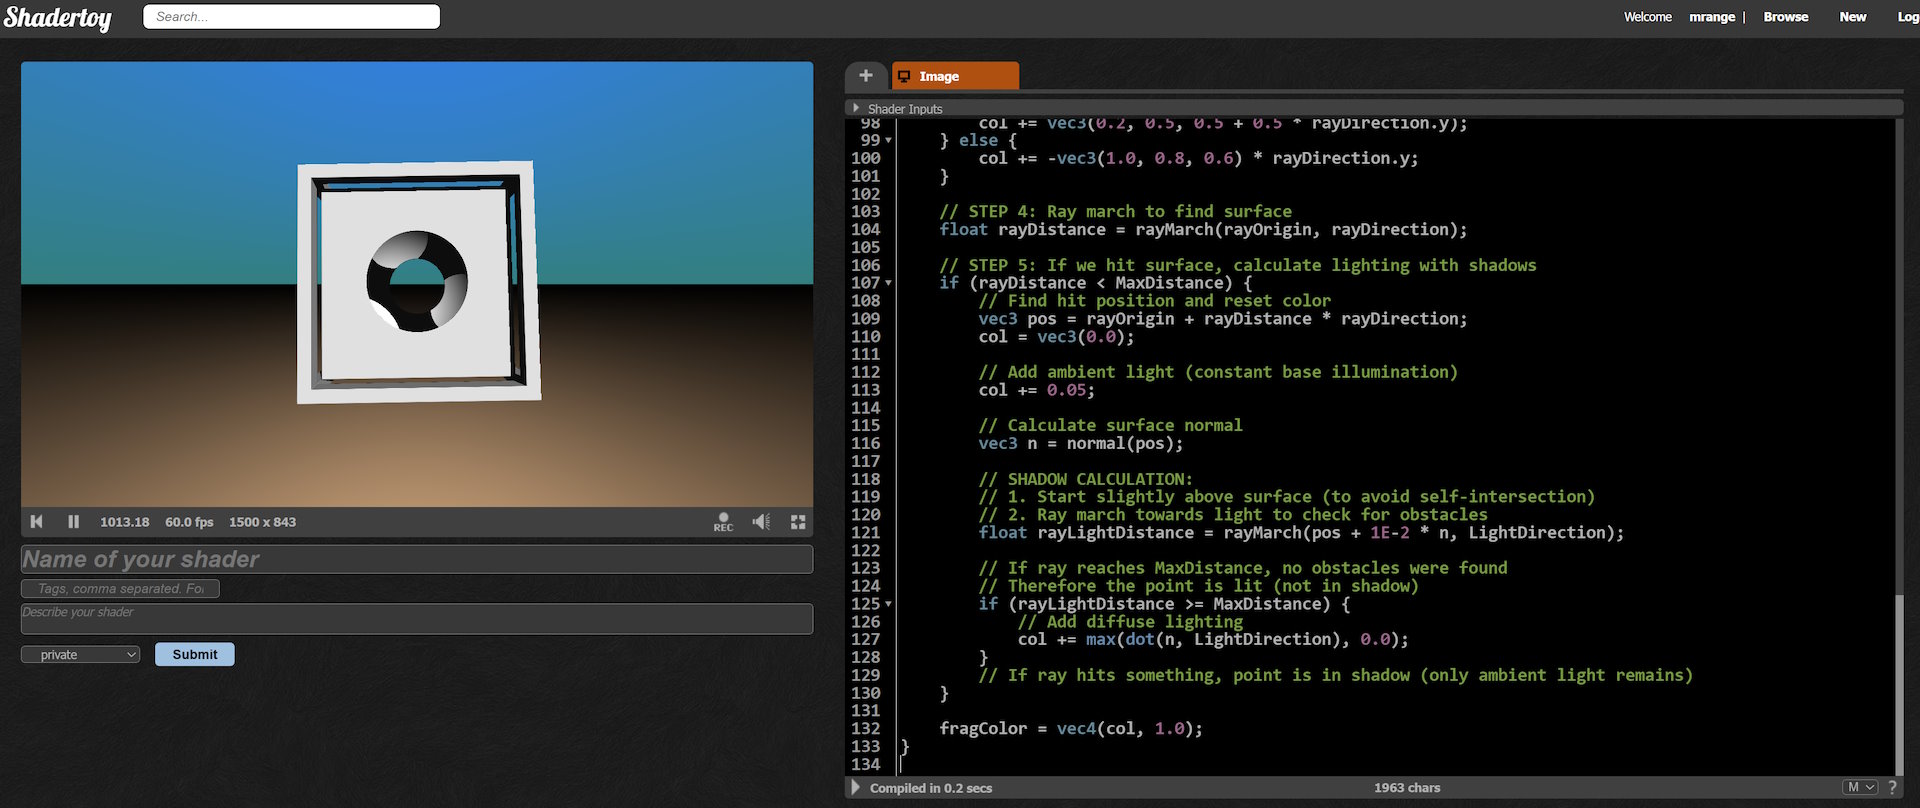 Shadertoy
Search...
Welcome mrange | Browse New Log
Image
Shader Inputs
98 col += vec3(0.2, 0.5, 0.5 + 0.5 * rayDirection.y);
99 } else {
100 col += -vec3(1.0, 0.8, 0.6) * rayDirection.y;
101 }
102
103 // STEP 4: Ray march to find surface
104 float rayDistance = rayMarch(rayOrigin, rayDirection);
105
106 // STEP 5: If we hit surface, calculate lighting with shadows
107 if (rayDistance < MaxDistance) {
108 // Find hit position and reset color
109 vec3 pos = rayOrigin + rayDistance * rayDirection;
110 col = vec3(0.0);
111
112 // Add ambient light (constant base illumination)
113 col += 0.05;
114
115 // Calculate surface normal
116 vec3 n = normal(pos);
117
118 // SHADOW CALCULATION:
119 // 1. Start slightly above surface (to avoid self-intersection)
120 // 2. Ray march towards light to check for obstacles
121 float rayLightDistance = rayMarch(pos + 1E-2 * n, LightDirection);
122
123 // If ray reaches MaxDistance, no obstacles were found
124 // Therefore the point is lit (not in shadow)
125 if (rayLightDistance >= MaxDistance) {
126 // Add diffuse lighting
127 col += max(dot(n, LightDirection), 0.0);
128 }
129 // If ray hits something, point is in shadow (only ambient light remains)
130 }
131
132 fragColor = vec4(col, 1.0);
133 }
134
Compiled in 0.2 secs 1963 chars M ?
1013.18 60.0 fps 1500 x 843 REC
Name of your shader
Tags, comma separated. For
Describe your shader
private Submit